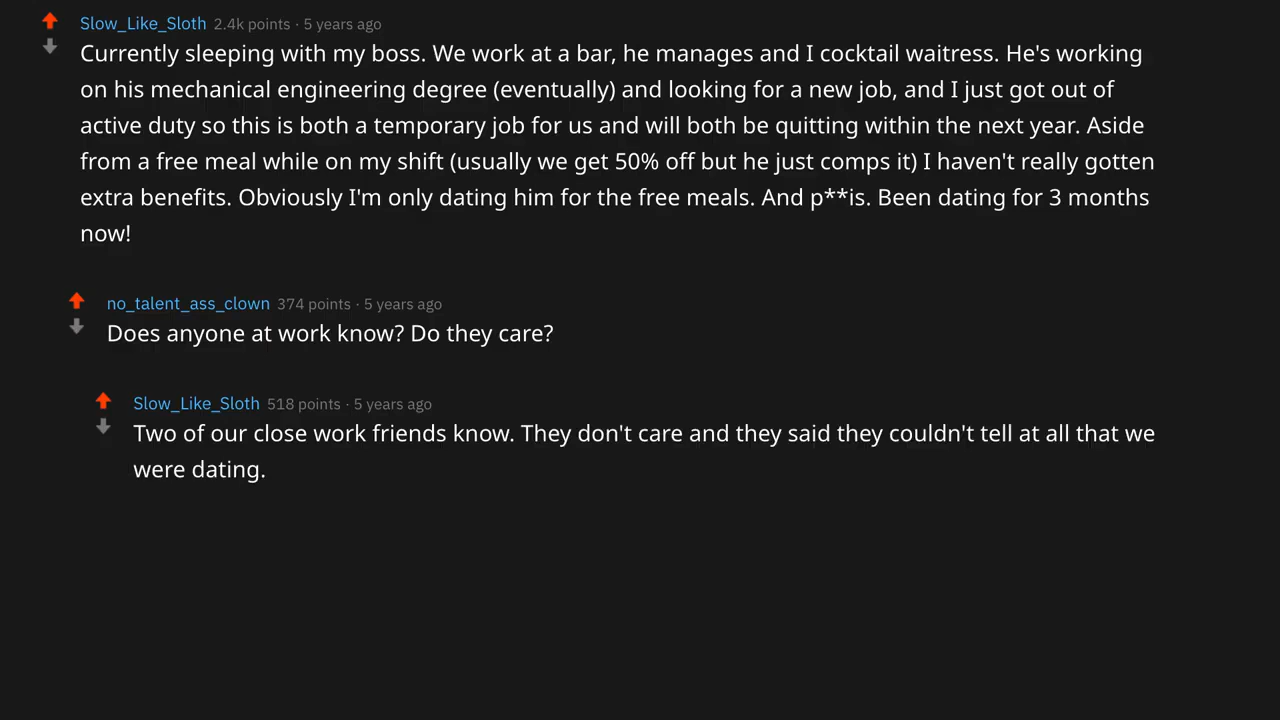 Slow_Like_Sloth 2.4k points · 5 years ago
Currently sleeping with my boss. We work at a bar, he manages and I cocktail waitress. He's working
on his mechanical engineering degree (eventually) and looking for a new job, and I just got out of
active duty so this is both a temporary job for us and will both be quitting within the next year. Aside
from a free meal while on my shift (usually we get 50% off but he just comps it) I haven't really gotten
extra benefits. Obviously I'm only dating him for the free meals. And p**is. Been dating for 3 months
now!
no_talent_ass_clown 374 points · 5 years ago
Does anyone at work know? Do they care?
Slow_Like_Sloth 518 points · 5 years ago
Two of our close work friends know. They don't care and they said they couldn't tell at all that we
were dating.